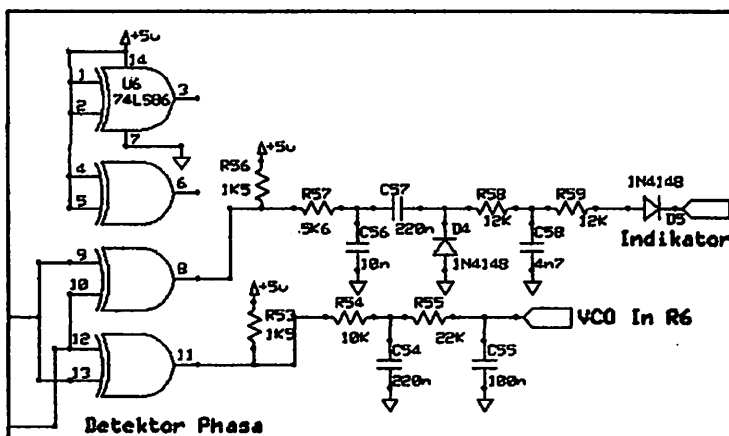 +5v
14
1
U6
3
74LS86
2
7
+5v
4
R56
6
1K5
5
R57
C57
R58
R59
1N4148
5K6
C56
220n
D4
12K
C58
12K
D5
9
8
10n
1N4148
4n7
Indikator
10
+5v
R54
R55
12
R53
VCO In R6
11
1K5
10K
C54
22K
C55
13
220n
100n
Detektor Phasa